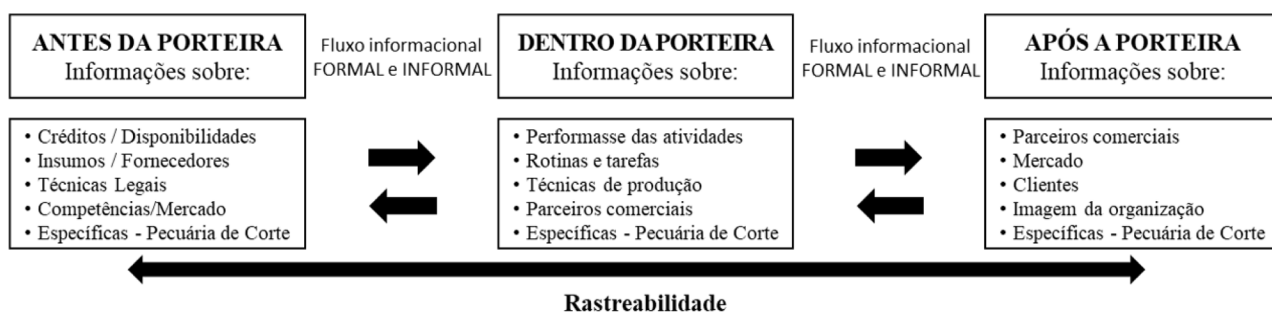 ANTES DA PORTEIRA
Informações sobre:
Fluxo informacional
FORMAL e INFORMAL
DENTRO DA PORTEIRA
Informações sobre:
Fluxo informacional
FORMAL e INFORMAL
APÓS A PORTEIRA
Informações sobre:
• Créditos / Disponibilidades
• Insumos / Fornecedores
• Técnicas Legais
• Competências/Mercado
• Específicas - Pecuária de Corte
• Performasse das atividades
• Rotinas e tarefas
• Técnicas de produção
• Parceiros comerciais
• Específicas - Pecuária de Corte
• Parceiros comerciais
• Mercado
• Clientes
• Imagem da organização
• Específicas - Pecuária de Corte
Rastreabilidade